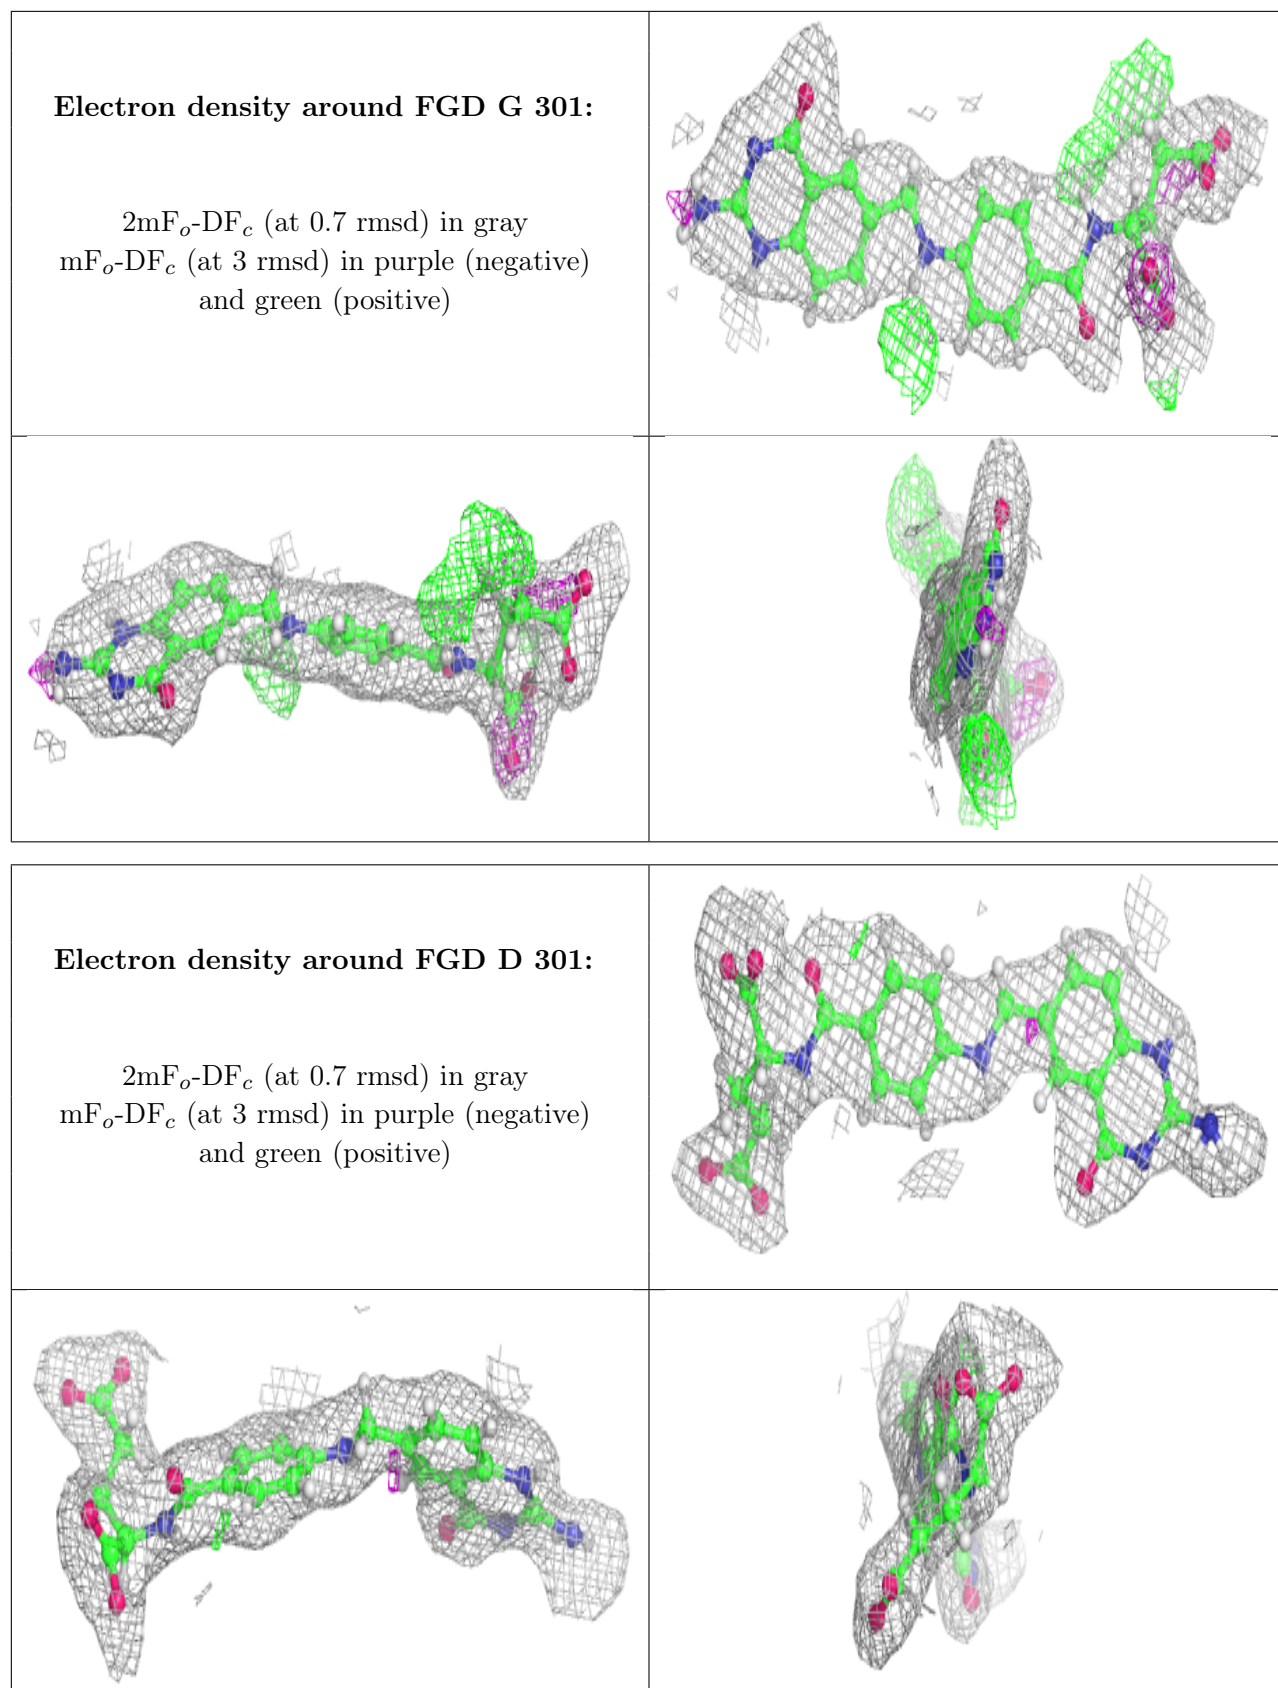 Electron density around FGD G 301:
2mFo-DFc (at 0.7 rmsd) in gray
mFo-DFc (at 3 rmsd) in purple (negative)
and green (positive)
Electron density around FGD D 301:
2mFo-DFc (at 0.7 rmsd) in gray
mFo-DFc (at 3 rmsd) in purple (negative)
and green (positive)